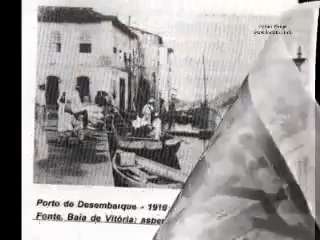 Porto de Desembarque - 1910
Fonte. Baía de Vitória: aspe